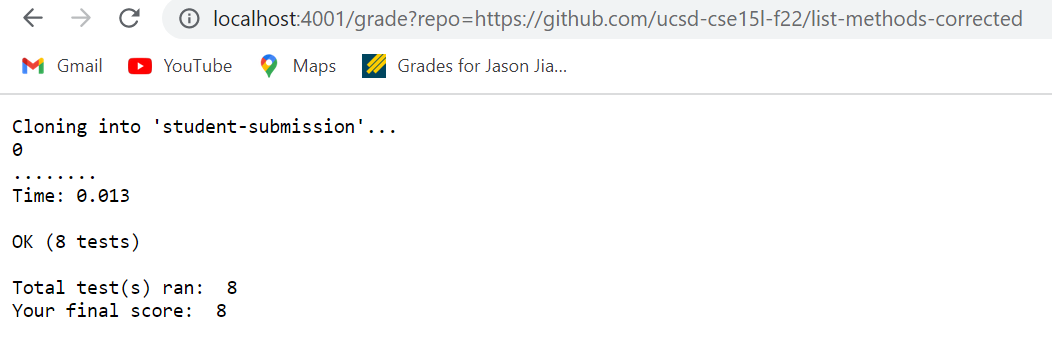 localhost:4001/grade?repo=https://github.com/ucsd-cse15l-f22/list-methods-corrected
Gmail YouTube Maps Grades for Jason Jia...
Cloning into 'student-submission'...
0
........
Time: 0.013
OK (8 tests)
Total test(s) ran:  8
Your final score:  8